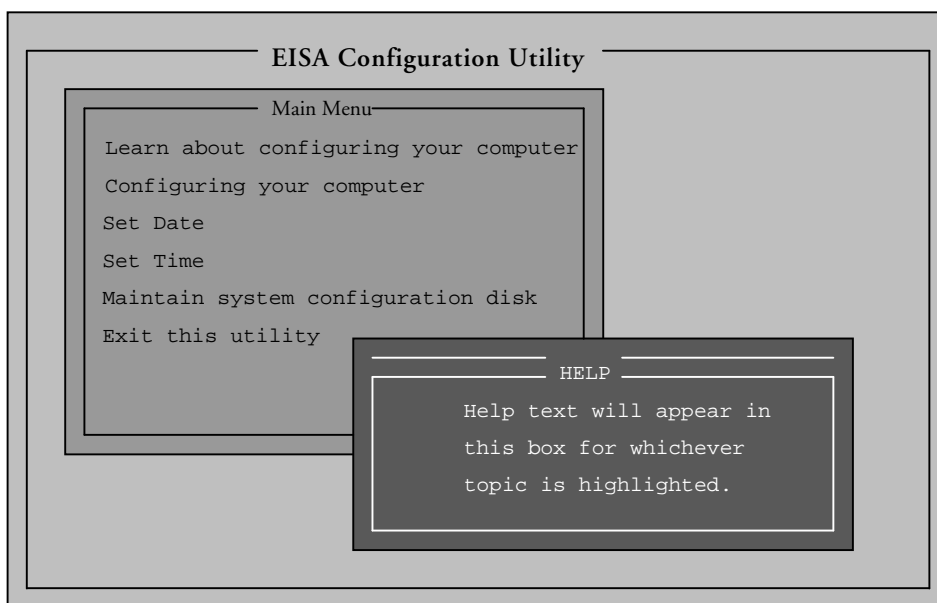 EISA Configuration Utility
Main Menu
Learn about configuring your computer
Configuring your computer
Set Date
Set Time
Maintain system configuration disk
Exit this utility
HELP
Help text will appear in
this box for whichever
topic is highlighted.